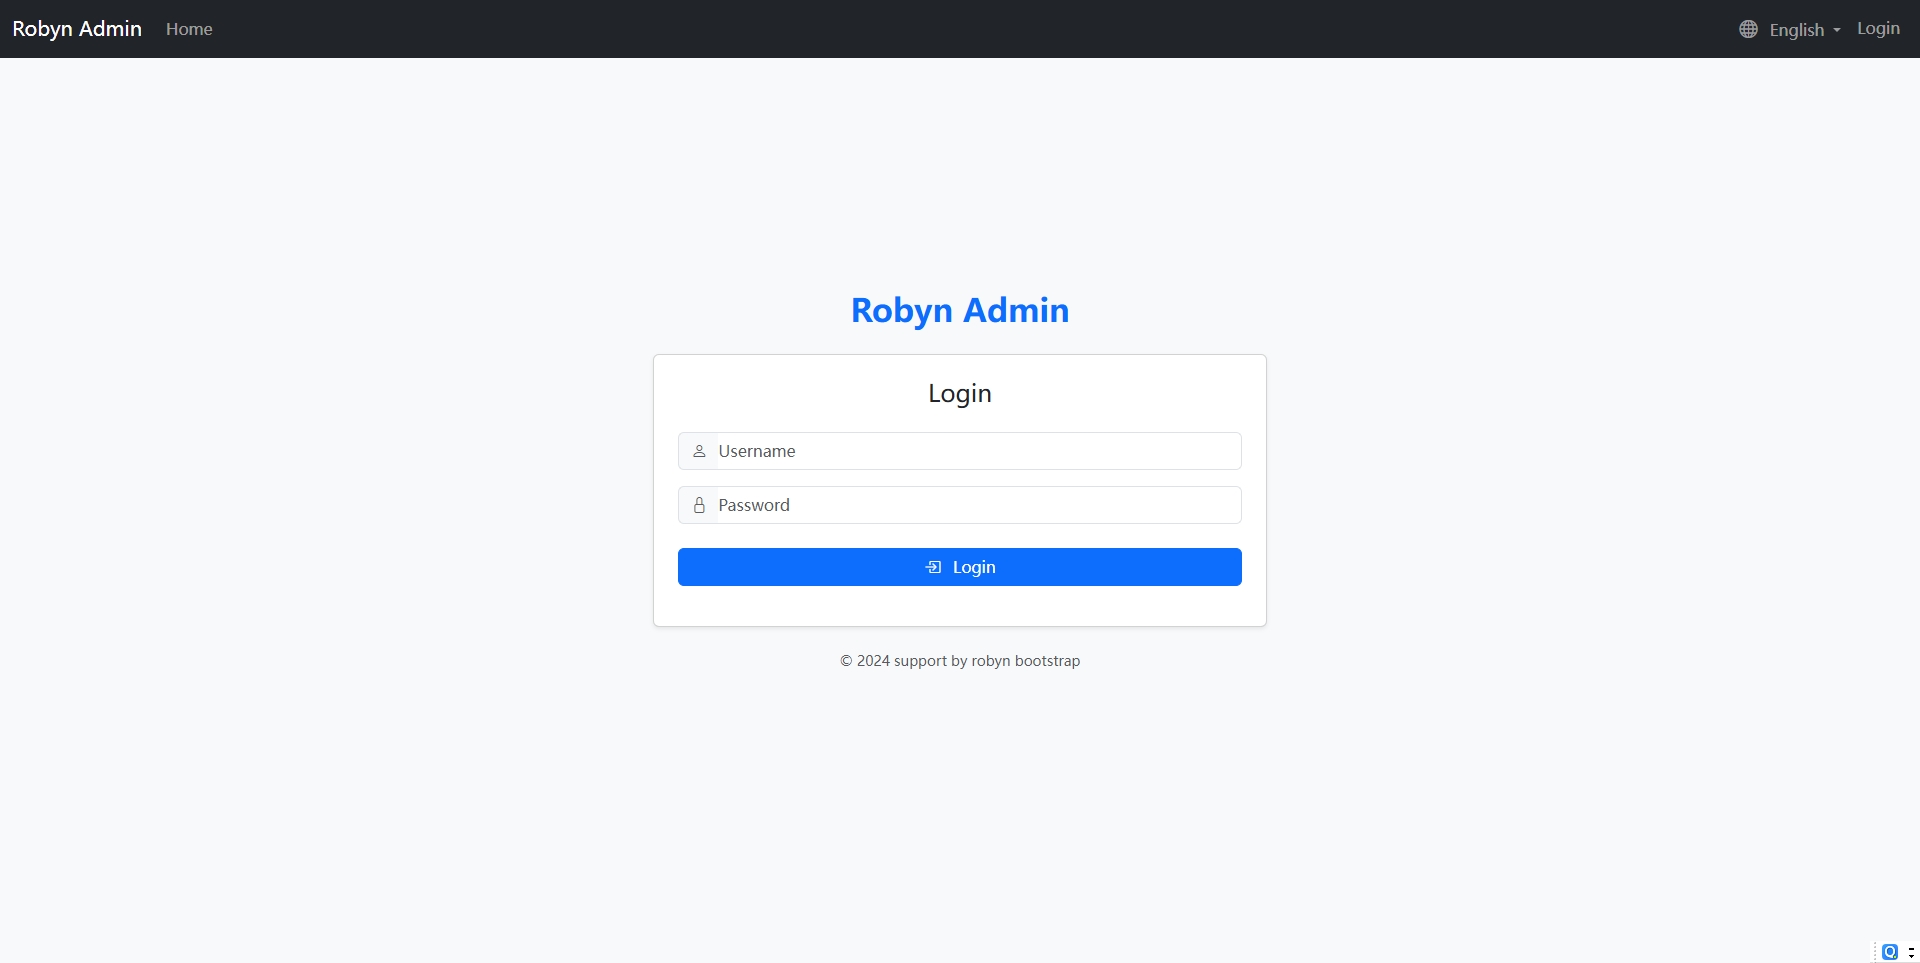 Robyn Admin Home English Login
Robyn Admin
Login
Username
Password
Login
© 2024 support by robyn bootstrap